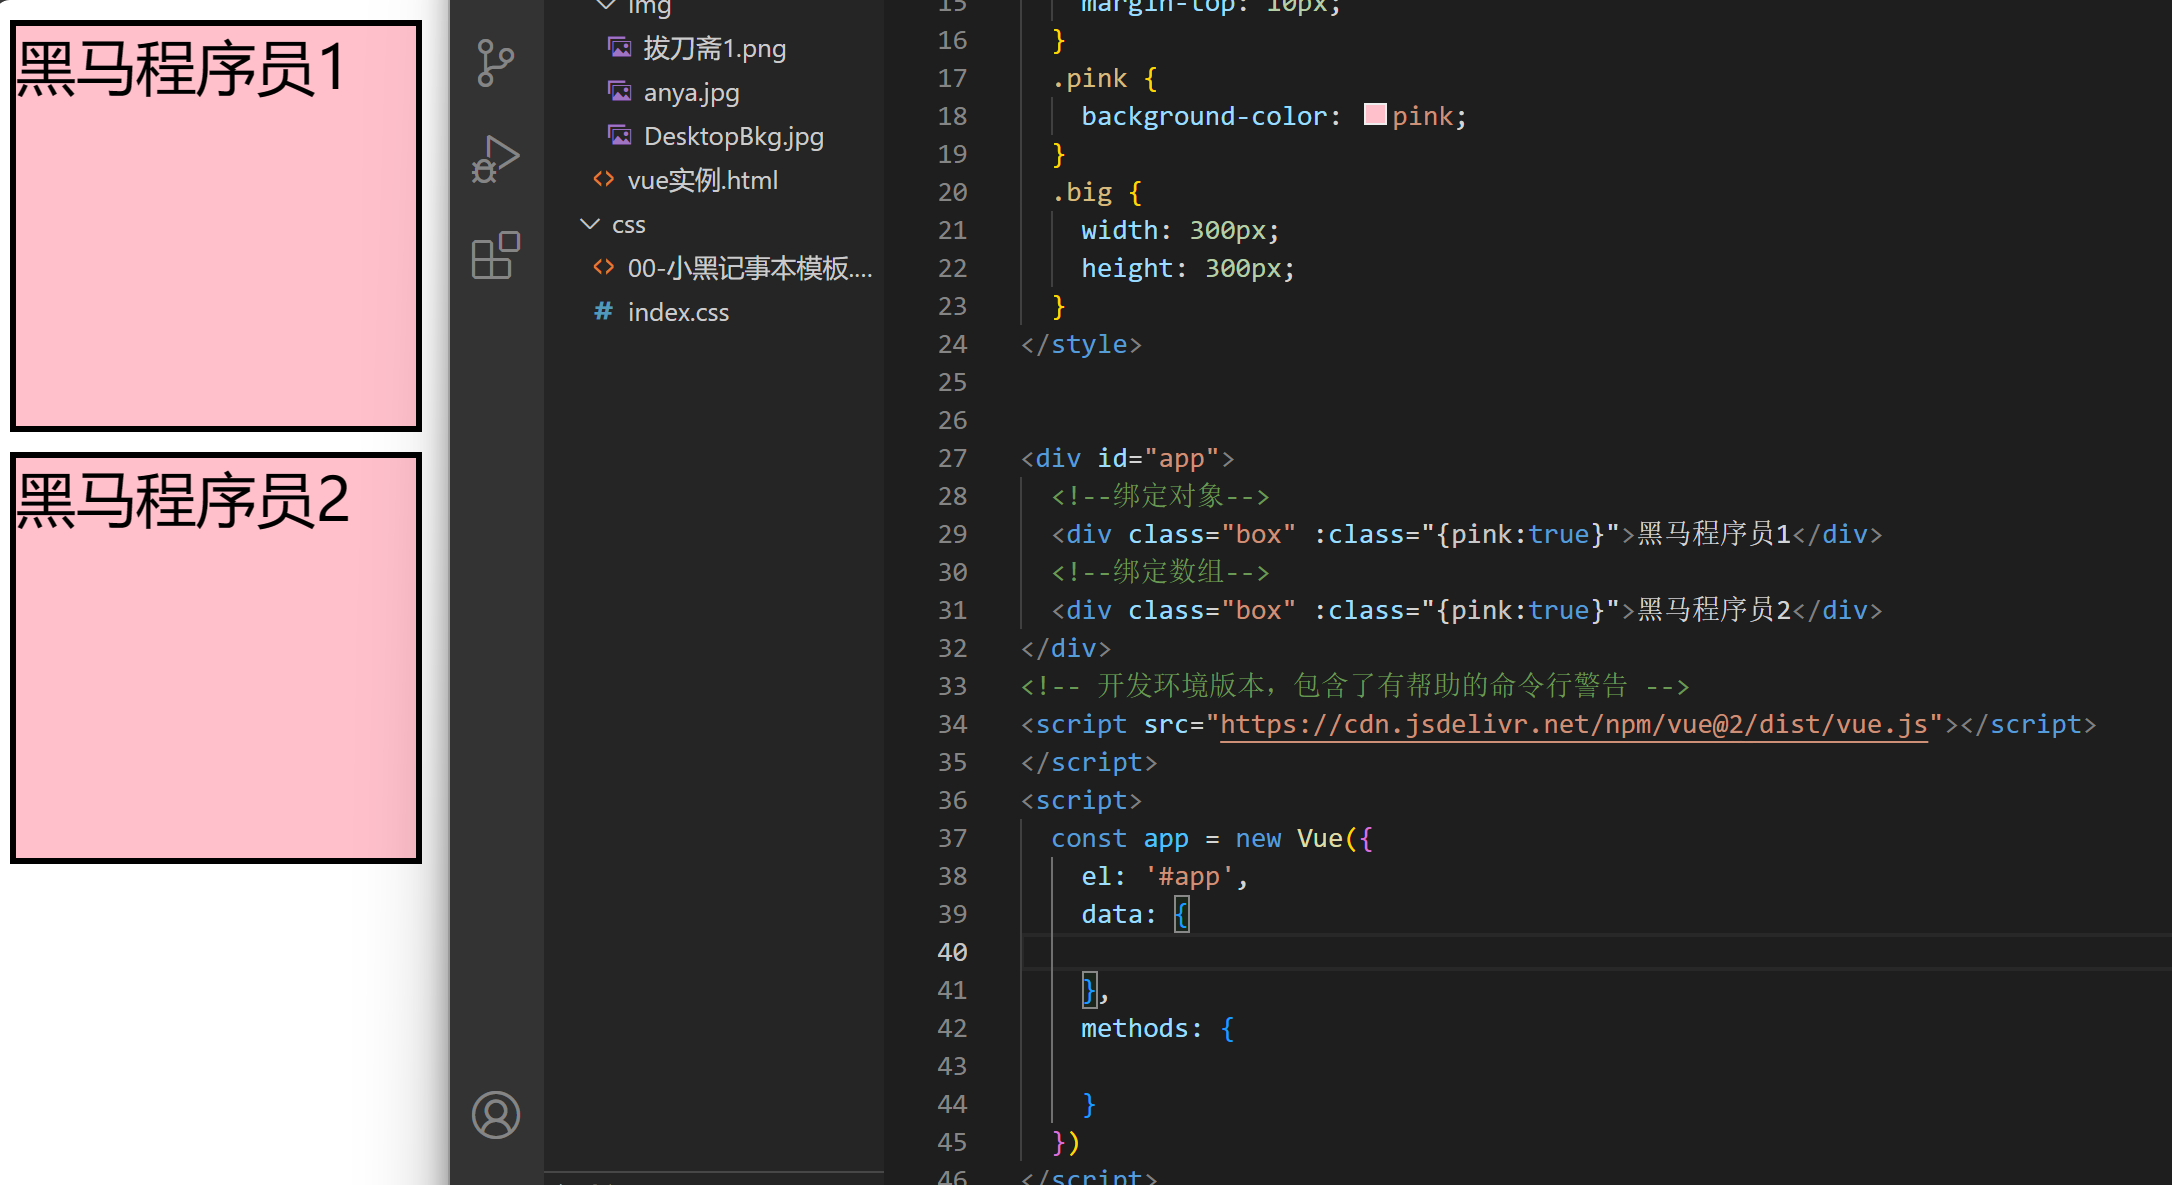 黑马程序员1
黑马程序员2
img
拔刀斋1.png
anya.jpg
DesktopBkg.jpg
vue实例.html
css
00-小黑记事本模板....
# index.css
15 margin-top: 10px;
16 }
17 .pink {
18 background-color: pink;
19 }
20 .big {
21 width: 300px;
22 height: 300px;
23 }
24 </style>
25
26
27 <div id="app">
28 <!--绑定对象-->
29 <div class="box" :class="{pink:true}">黑马程序员1</div>
30 <!--绑定数组-->
31 <div class="box" :class="{pink:true}">黑马程序员2</div>
32 </div>
33 <!-- 开发环境版本，包含了有帮助的命令行警告 -->
34 <script src="https://cdn.jsdelivr.net/npm/vue@2/dist/vue.js"></script>
35 </script>
36 <script>
37 const app = new Vue({
38 el: '#app',
39 data: {
40
41 },
42 methods: {
43
44 }
45 })
46 </script>